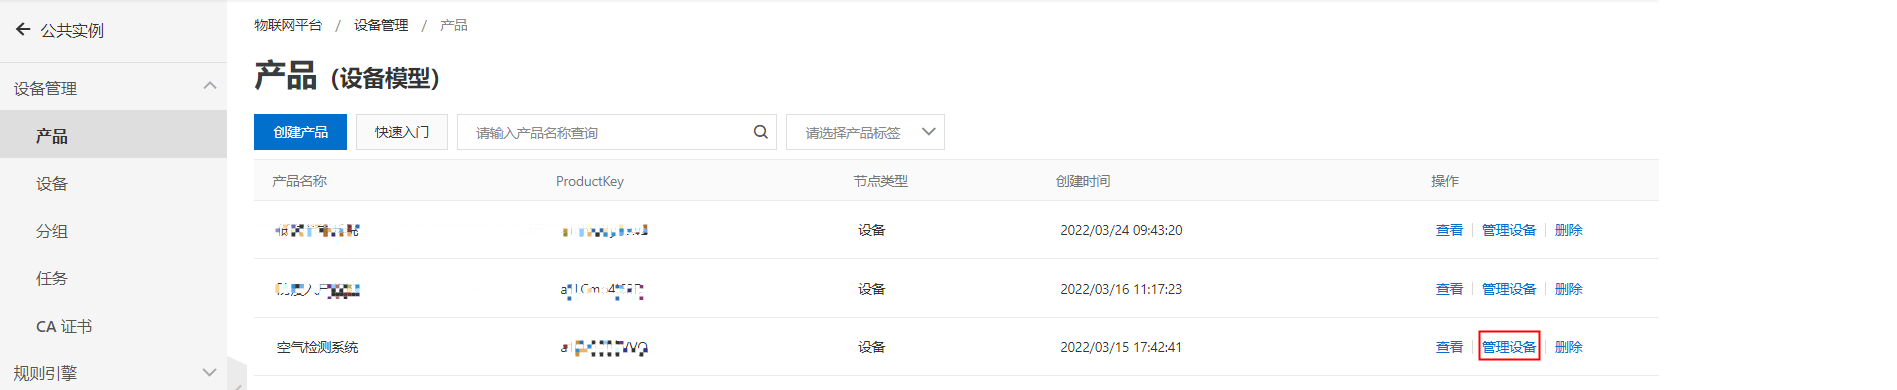 公共实例
设备管理
产品
设备
分组
任务
CA 证书
规则引擎
物联网平台 / 设备管理 / 产品
产品（设备模型）
创建产品 快速入门 请输入产品名称查询 请选择产品标签
产品名称 ProductKey 节点类型 创建时间 操作
设备 2022/03/24 09:43:20 查看 管理设备 删除
设备 2022/03/16 11:17:23 查看 管理设备 删除
空气检测系统 设备 2022/03/15 17:42:41 查看 管理设备 删除